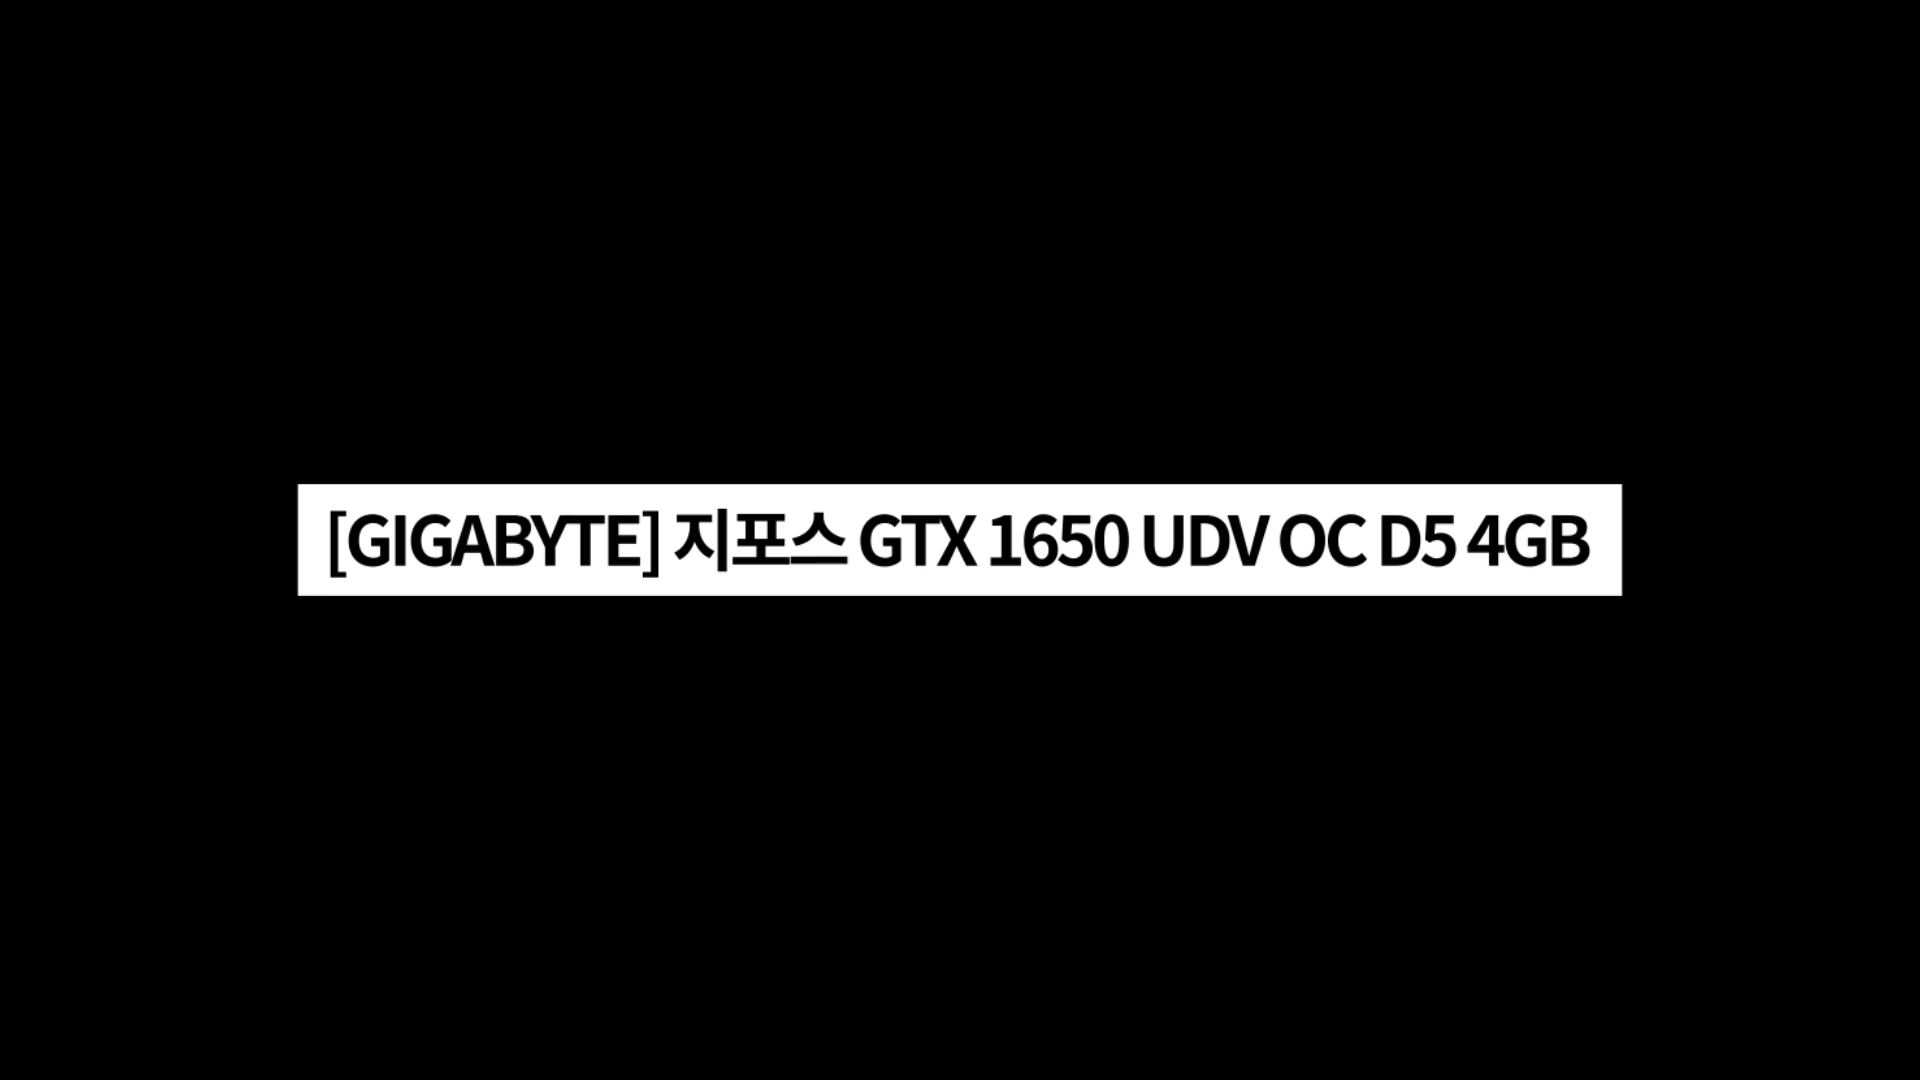 [GIGABYTE] 지포스 GTX 1650 UDV OC D5 4GB